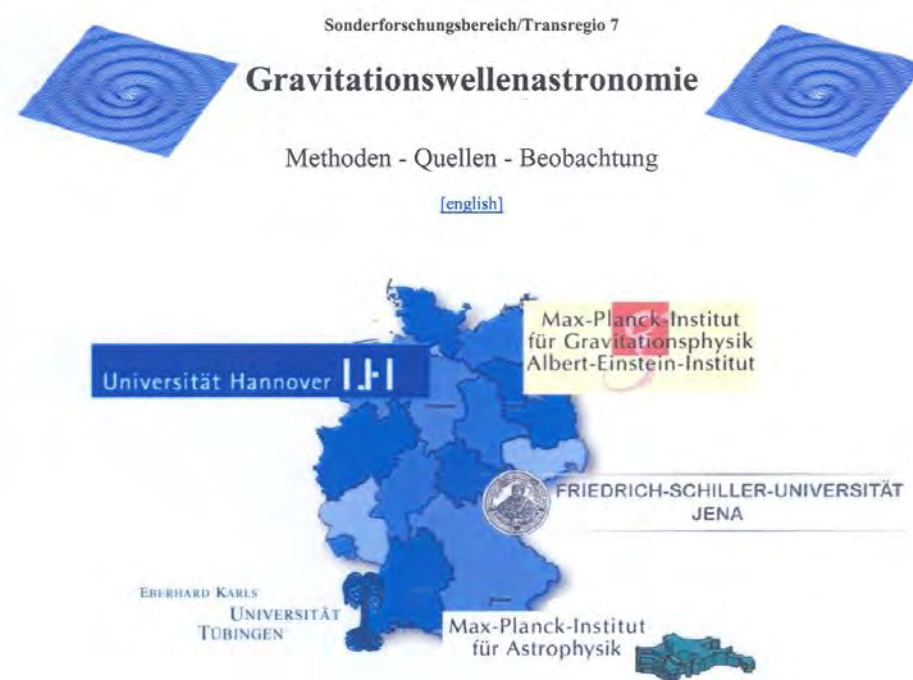 Sonderforschungsbereich/Transregio 7
Gravitationswellenastronomie
Methoden - Quellen - Beobachtung
[english]
Max-Planck-Institut
für Gravitationsphysik
Albert-Einstein-Institut
Universität Hannover
FRIEDRICH-SCHILLER-UNIVERSITÄT
JENA
EBERHARD KARLS
UNIVERSITÄT
TÜBINGEN
Max-Planck-Institut
für Astrophysik